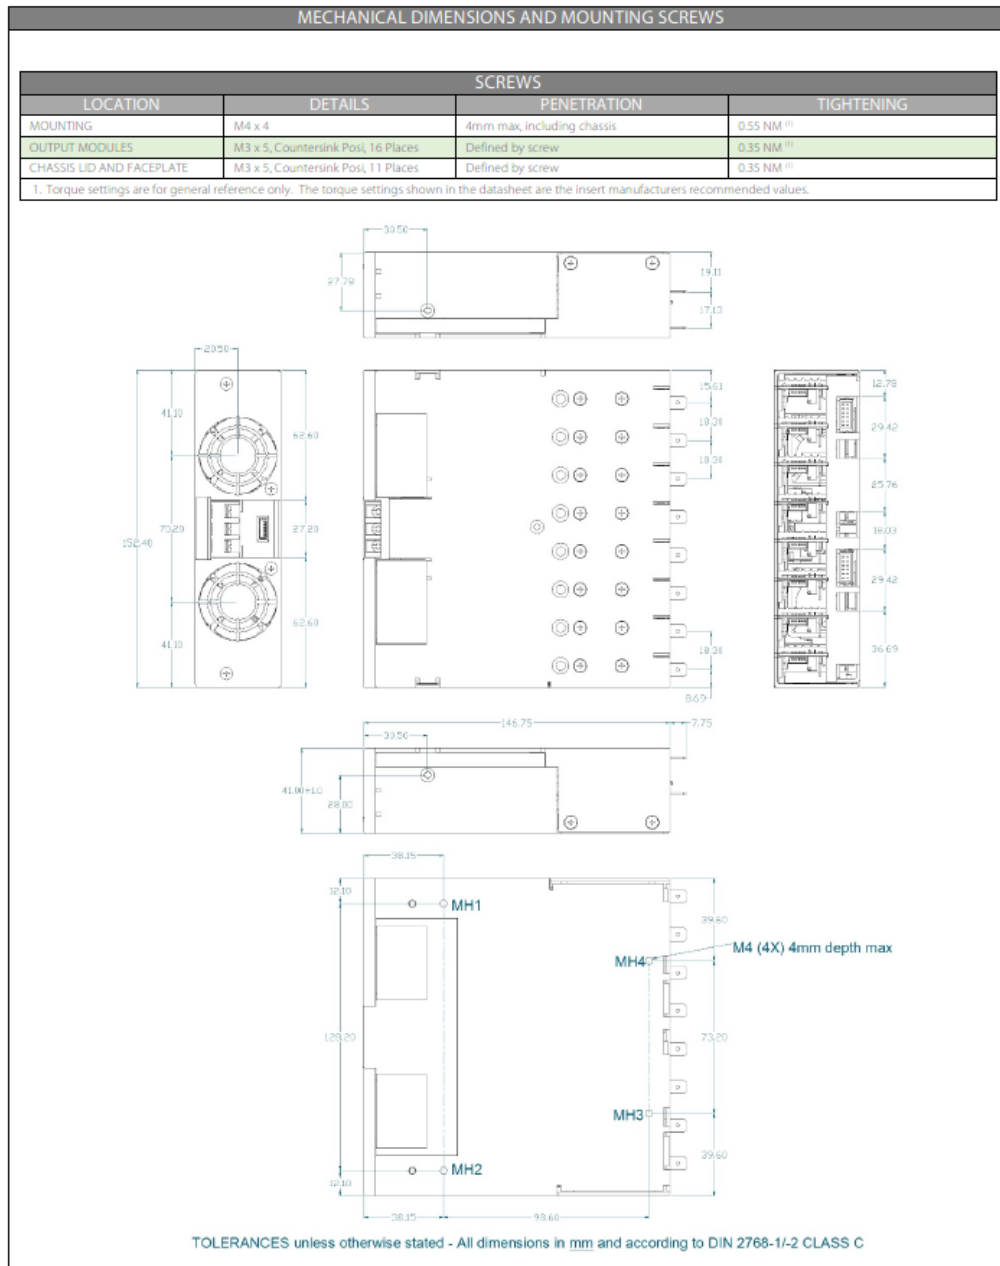 MECHANICAL DIMENSIONS AND MOUNTING SCREWS
SCREWS
LOCATION DETAILS PENETRATION TIGHTENING
MOUNTING M4 x 4 4mm max, including chassis 0.55 NM (1)
OUTPUT MODULES M3 x 5, Countersink Posi, 16 Places Defined by screw 0.35 NM (1)
CHASSIS LID AND FACEPLATE M3 x 5, Countersink Posi, 11 Places Defined by screw 0.35 NM (1)
1. Torque settings are for general reference only. The torque settings shown in the datasheet are the insert manufacturers recommended values.
30.50
27.78
19.11
17.13
20.50
41.10
62.60
73.20
152.40
27.20
41.10
62.60
15.61
18.30
18.30
18.30
8.69
12.78
29.42
25.76
18.03
29.42
36.69
146.75
7.75
30.50
41.00±1.0
28.00
38.15
12.10
MH1
39.60
M4 (4X) 4mm depth max
MH4
128.20
73.20
MH3
39.60
MH2
12.10
38.15
98.60
TOLERANCES unless otherwise stated - All dimensions in mm and according to DIN 2768-1/-2 CLASS C